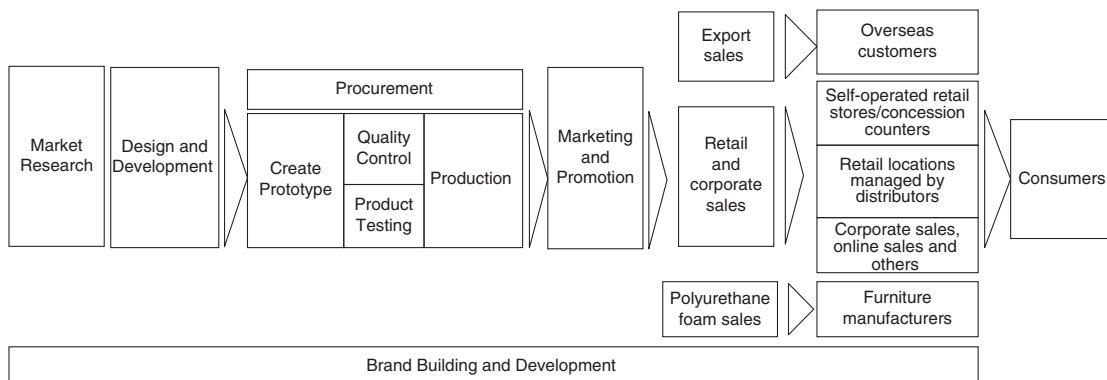 Market
Research
Design and
Development
Procurement
Create
Prototype
Quality
Control
Product
Testing
Production
Marketing
and
Promotion
Export
sales
Overseas
customers
Retail
and
corporate
sales
Self-operated retail
stores/concession
counters
Retail locations
managed by
distributors
Corporate sales,
online sales and
others
Consumers
Polyurethane
foam sales
Furniture
manufacturers
Brand Building and Development